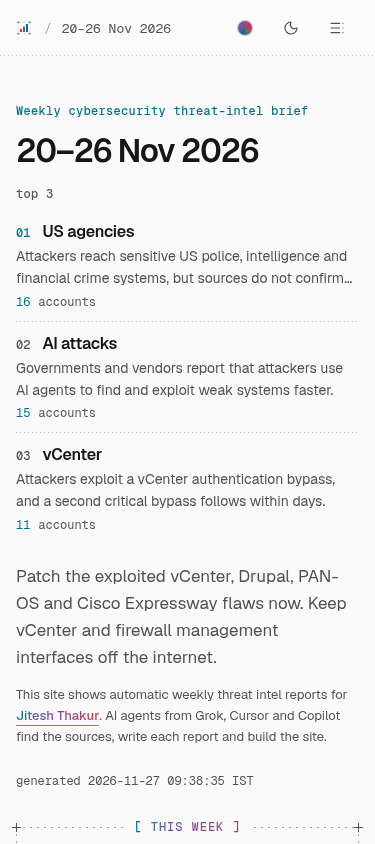 / 20–26 Nov 2026
Weekly cybersecurity threat-intel brief
20–26 Nov 2026
top 3
01 US agencies
Attackers reach sensitive US police, intelligence and
financial crime systems, but sources do not confirm…
16 accounts
02 AI attacks
Governments and vendors report that attackers use
AI agents to find and exploit weak systems faster.
15 accounts
03 vCenter
Attackers exploit a vCenter authentication bypass,
and a second critical bypass follows within days.
11 accounts
Patch the exploited vCenter, Drupal, PAN-
OS and Cisco Expressway flaws now. Keep
vCenter and firewall management
interfaces off the internet.
This site shows automatic weekly threat intel reports for
Jitesh Thakur. AI agents from Grok, Cursor and Copilot
find the sources, write each report and build the site.
generated 2026-11-27 09:38:35 IST
[ THIS WEEK ]